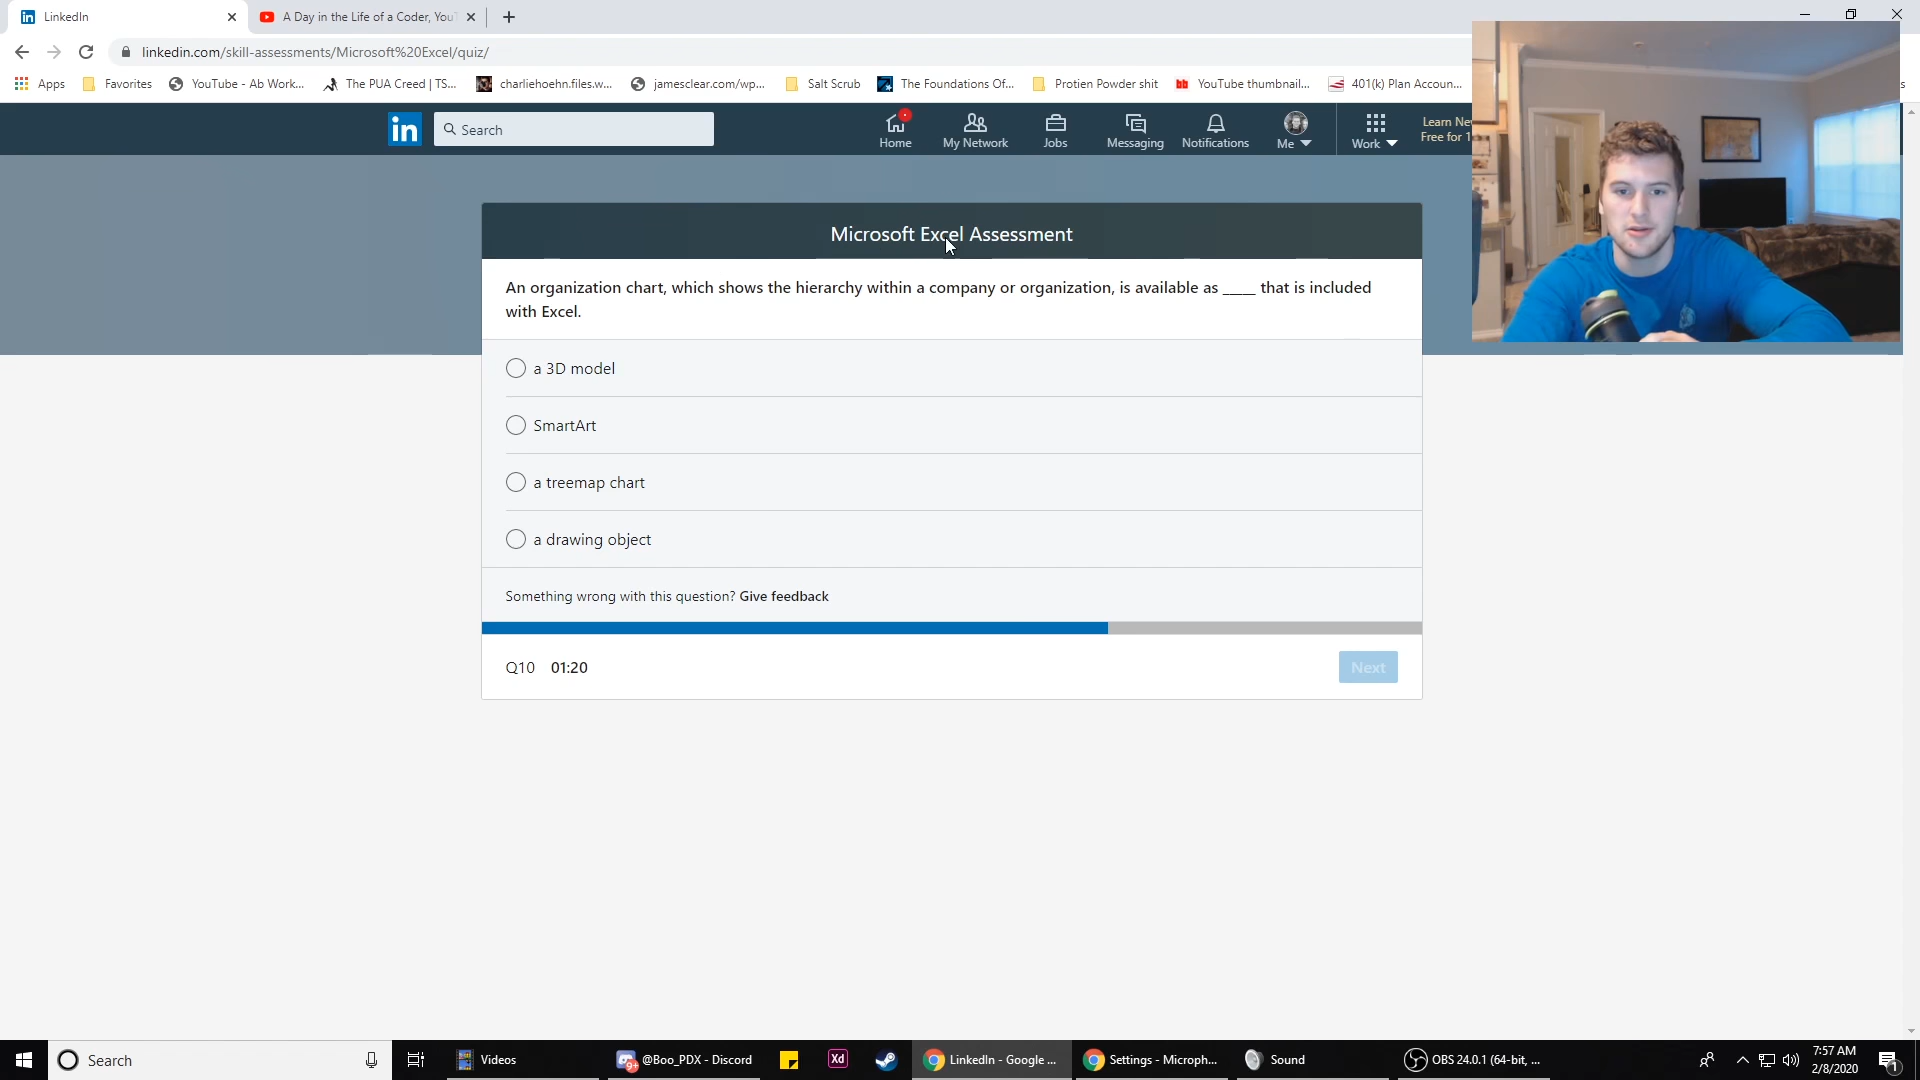 LinkedIn
A Day in the Life of a Coder, YouT
linkedin.com/skill-assessments/Microsoft%20Excel/quiz/
Apps
Favorites
YouTube - Ab Work...
The PUA Creed | TS...
charliehoehn.files.w...
jamesclear.com/wp...
Salt Scrub
The Foundations Of...
Protien Powder shit
YouTube thumbnail...
401(k) Plan Accoun...
in
Search
Home
My Network
Jobs
Messaging
Notifications
Me
Work
Learn Ne
Free for 1
Microsoft Excel Assessment
An organization chart, which shows the hierarchy within a company or organization, is available as _____ that is included
with Excel.
a 3D model
SmartArt
a treemap chart
a drawing object
Something wrong with this question? Give feedback
Q10 01:20
Next
Search
Videos
@Boo_PDX - Discord
Xd
LinkedIn - Google ...
Settings - Microph...
Sound
OBS 24.0.1 (64-bit, ...
7:57 AM
2/8/2020
1